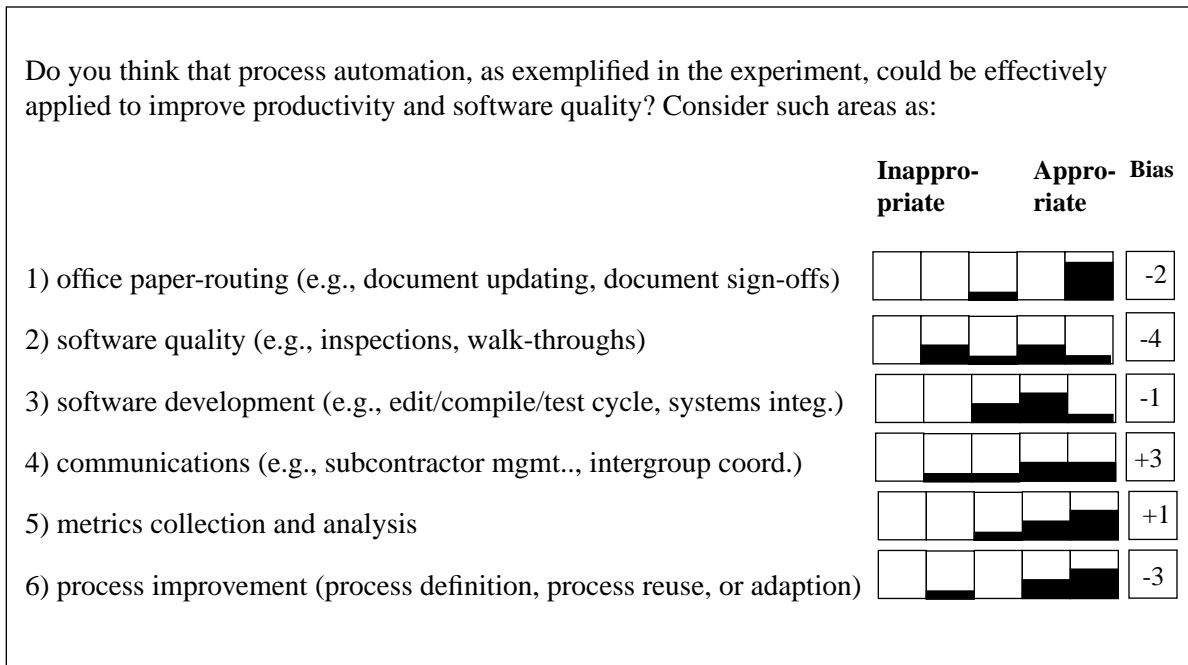 Do you think that process automation, as exemplified in the experiment, could be effectively
applied to improve productivity and software quality? Consider such areas as:
Inappro- Appro- Bias
priate riate
1) office paper-routing (e.g., document updating, document sign-offs) -2
2) software quality (e.g., inspections, walk-throughs) -4
3) software development (e.g., edit/compile/test cycle, systems integ.) -1
4) communications (e.g., subcontractor mgmt.., intergroup coord.) +3
5) metrics collection and analysis +1
6) process improvement (process definition, process reuse, or adaption) -3